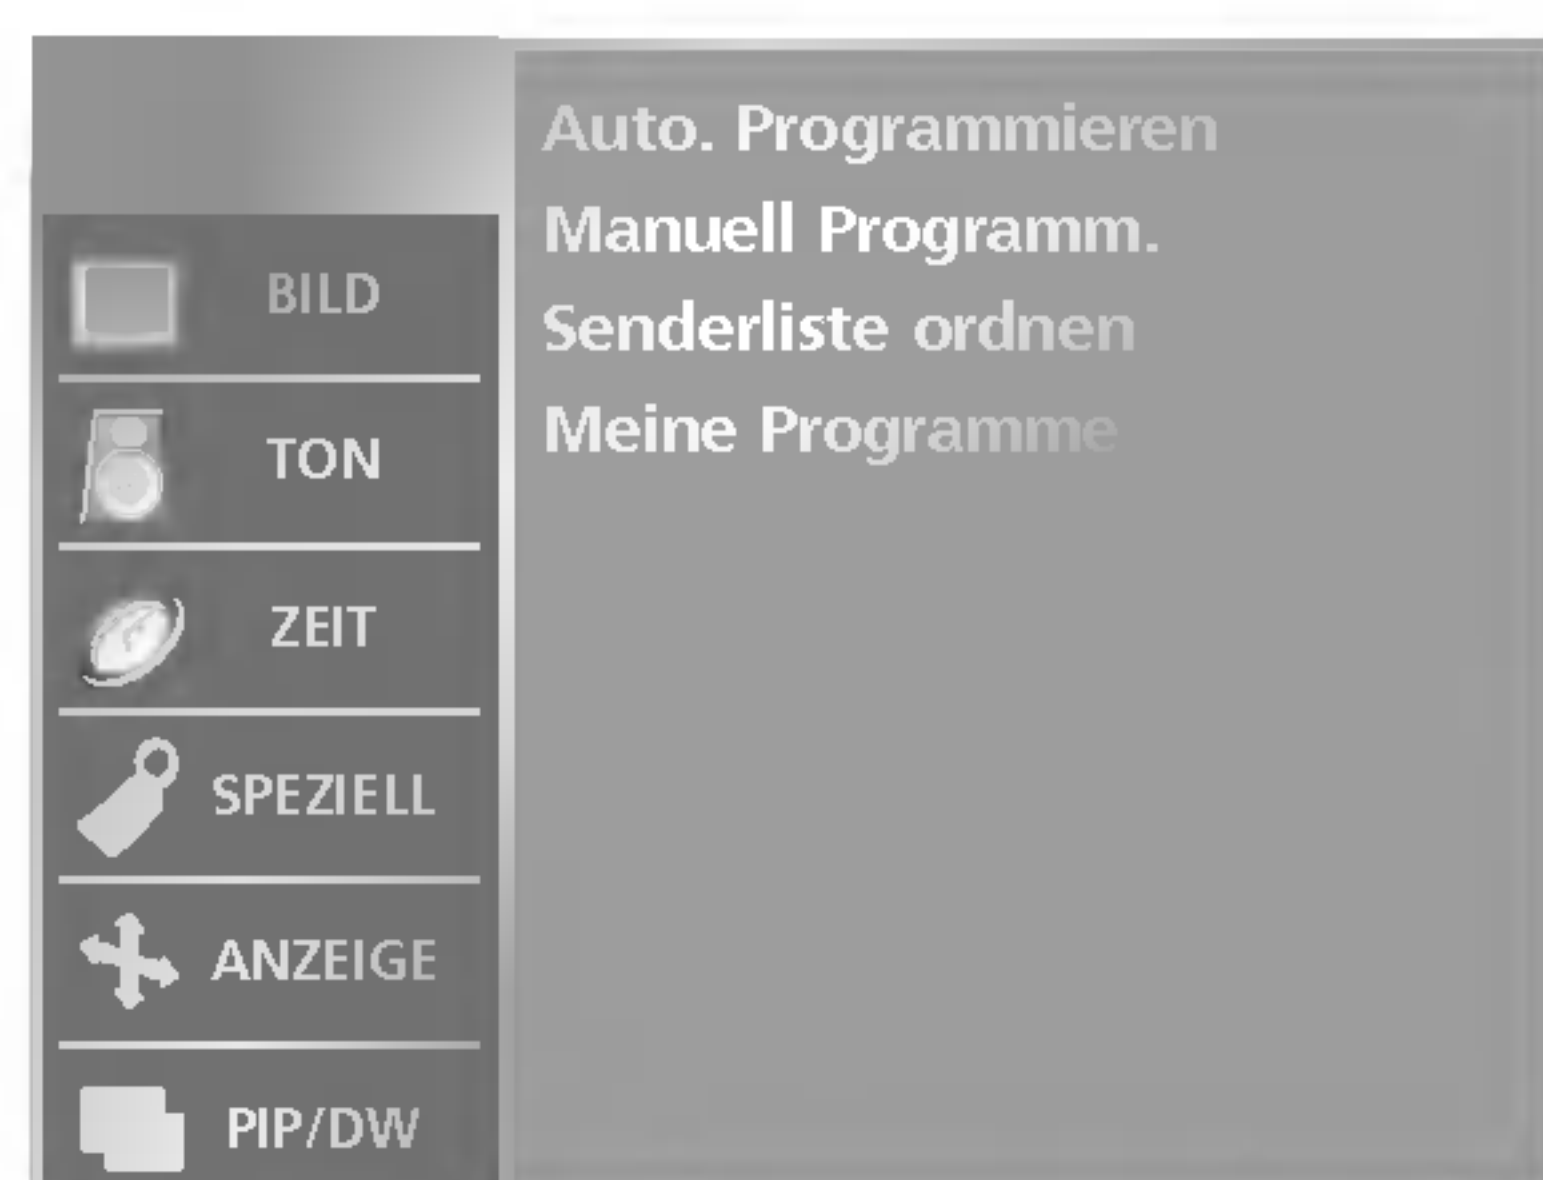 Auto. Programmieren
Manuell Programm.
Senderliste ordnen
Meine Programme
BILD
TON
ZEIT
SPEZIELL
ANZEIGE
PIP/DW